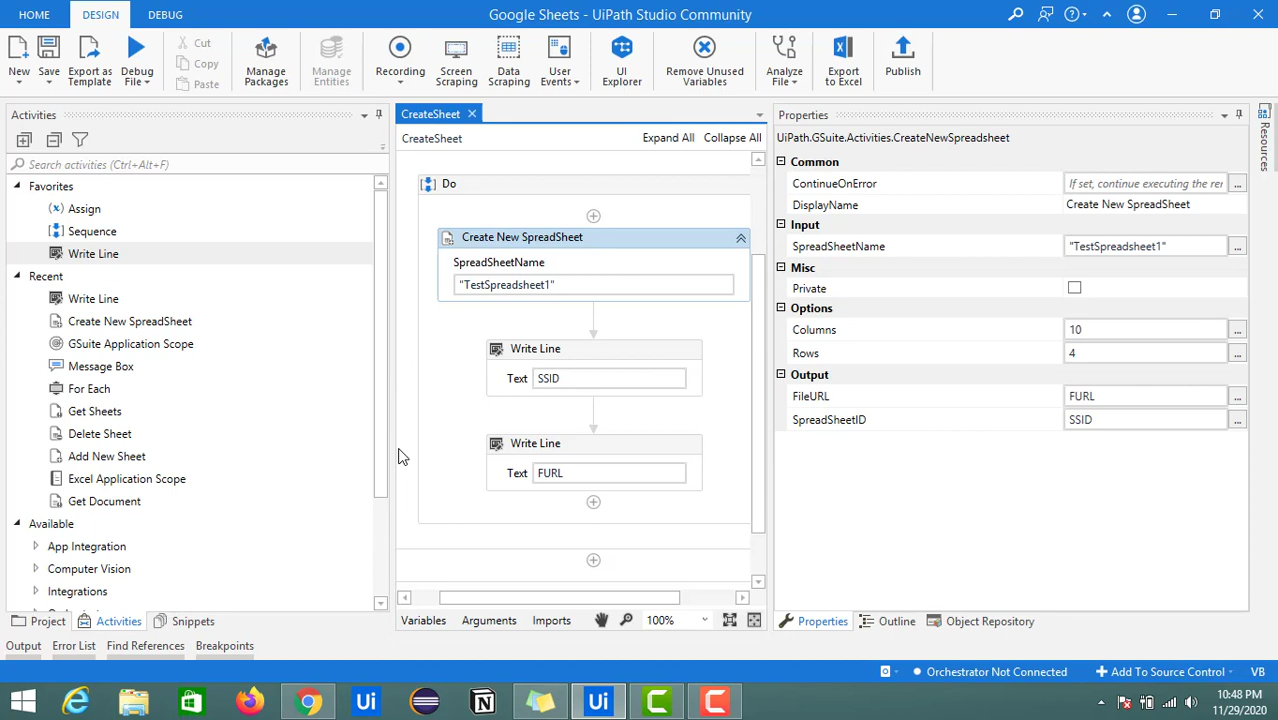 HOME DESIGN DEBUG Google Sheets - UiPath Studio Community
New Save Export as Template Debug File Cut Copy Paste Manage Packages Manage Entities Recording Screen Scraping Data Scraping User Events UI Explorer Remove Unused Variables Analyze File Export to Excel Publish
Activities
Search activities (Ctrl+Alt+F)
Favorites
Assign
Sequence
Write Line
Recent
Write Line
Create New SpreadSheet
GSuite Application Scope
Message Box
For Each
Get Sheets
Delete Sheet
Add New Sheet
Excel Application Scope
Get Document
Available
App Integration
Computer Vision
Integrations
Project Activities Snippets
CreateSheet
CreateSheet Expand All Collapse All
Do
Create New SpreadSheet
SpreadSheetName
"TestSpreadsheet1"
Write Line
Text SSID
Write Line
Text FURL
Variables Arguments Imports 100%
Properties
UiPath.GSuite.Activities.CreateNewSpreadsheet
Common
ContinueOnError If set, continue executing the rer ...
DisplayName Create New SpreadSheet
Input
SpreadSheetName "TestSpreadsheet1" ...
Misc
Private
Options
Columns 10 ...
Rows 4 ...
Output
FileURL FURL ...
SpreadSheetID SSID ...
Properties Outline Object Repository
Resources
Output Error List Find References Breakpoints
Orchestrator Not Connected Add To Source Control VB
10:48 PM
11/29/2020